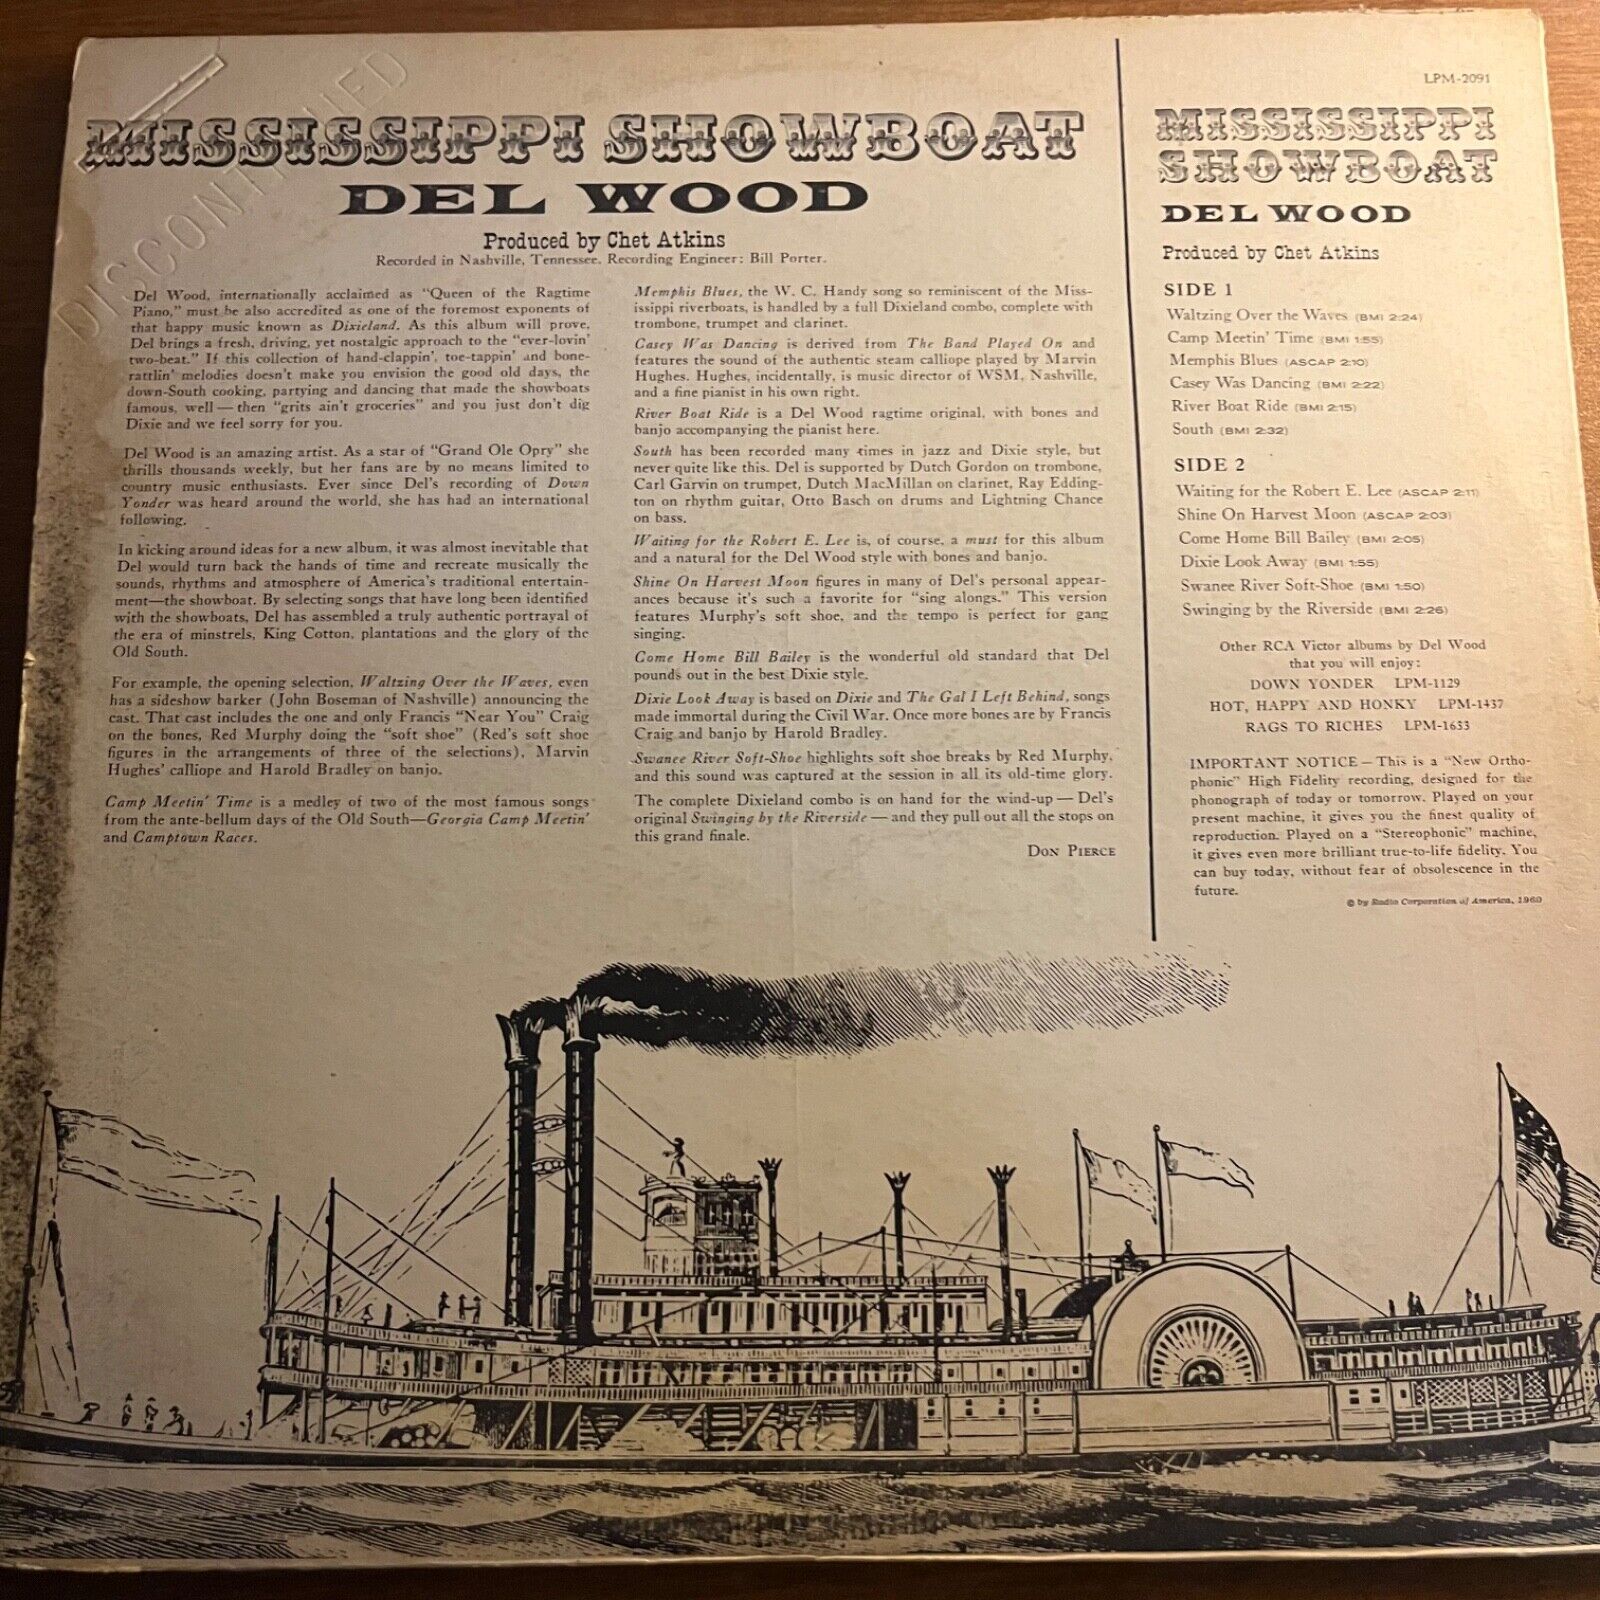 DISCONTINUED
MISSISSIPPI SHOWBOAT
DEL WOOD
Produced by Chet Atkins
Recorded in Nashville, Tennessee. Recording Engineer: Bill Porter.
Del Wood, internationally acclaimed as "Queen of the Ragtime
Piano," must be also accredited as one of the foremost exponents of
that happy music known as Dixieland. As this album will prove,
Del brings a fresh, driving, yet nostalgic approach to the "ever-lovin'
two-beat." If this collection of hand-clappin', toe-tappin' and bone-
rattlin' melodies doesn't make you envision the good old days, the
down-South cooking, partying and dancing that made the showboats
famous, well — then "grits ain't groceries" and you just don't dig
Dixie and we feel sorry for you.
Del Wood is an amazing artist. As a star of "Grand Ole Opry" she
thrills thousands weekly, but her fans are by no means limited to
country music enthusiasts. Ever since Del's recording of Down
Yonder was heard around the world, she has had an international
following.
In kicking around ideas for a new album, it was almost inevitable that
Del would turn back the hands of time and recreate musically the
sounds, rhythms and atmosphere of America's traditional entertain-
ment—the showboat. By selecting songs that have long been identified
with the showboats, Del has assembled a truly authentic portrayal of
the era of minstrels, King Cotton, plantations and the glory of the
Old South.
For example, the opening selection, Waltzing Over the Waves, even
has a sideshow barker (John Boseman of Nashville) announcing the
cast. That cast includes the one and only Francis "Near You" Craig
on the bones, Red Murphy doing the "soft shoe" (Red's soft shoe
figures in the arrangements of three of the selections), Marvin
Hughes' calliope and Harold Bradley on banjo.
Camp Meetin' Time is a medley of two of the most famous songs
from the ante-bellum days of the Old South—Georgia Camp Meetin'
and Camptown Races.
Memphis Blues, the W. C. Handy song so reminiscent of the Miss-
issippi riverboats, is handled by a full Dixieland combo, complete with
trombone, trumpet and clarinet.
Casey Was Dancing is derived from The Band Played On and
features the sound of the authentic steam calliope played by Marvin
Hughes. Hughes, incidentally, is music director of WSM, Nashville,
and a fine pianist in his own right.
River Boat Ride is a Del Wood ragtime original, with bones and
banjo accompanying the pianist here.
South has been recorded many times in jazz and Dixie style, but
never quite like this. Del is supported by Dutch Gordon on trombone,
Carl Garvin on trumpet, Dutch MacMillan on clarinet, Ray Edding-
ton on rhythm guitar, Otto Basch on drums and Lightning Chance
on bass.
Waiting for the Robert E. Lee is, of course, a must for this album
and a natural for the Del Wood style with bones and banjo.
Shine On Harvest Moon figures in many of Del's personal appear-
ances because it's such a favorite for "sing alongs." This version
features Murphy's soft shoe, and the tempo is perfect for gang
singing.
Come Home Bill Bailey is the wonderful old standard that Del
pounds out in the best Dixie style.
Dixie Look Away is based on Dixie and The Gal I Left Behind, songs
made immortal during the Civil War. Once more bones are by Francis
Craig and banjo by Harold Bradley.
Swanee River Soft-Shoe highlights soft shoe breaks by Red Murphy,
and this sound was captured at the session in all its old-time glory.
The complete Dixieland combo is on hand for the wind-up — Del's
original Swinging by the Riverside — and they pull out all the stops on
this grand finale.
DON PIERCE
LPM-2091
MISSISSIPPI
SHOWBOAT
DEL WOOD
Produced by Chet Atkins
SIDE 1
Waltzing Over the Waves (BMI 2:24)
Camp Meetin' Time (BMI 1:55)
Memphis Blues (ASCAP 2:10)
Casey Was Dancing (BMI 2:22)
River Boat Ride (BMI 2:15)
South (BMI 2:32)
SIDE 2
Waiting for the Robert E. Lee (ASCAP 2:11)
Shine On Harvest Moon (ASCAP 2:03)
Come Home Bill Bailey (BMI 2:05)
Dixie Look Away (BMI 1:55)
Swanee River Soft-Shoe (BMI 1:50)
Swinging by the Riverside (BMI 2:26)
Other RCA Victor albums by Del Wood
that you will enjoy:
DOWN YONDER LPM-1129
HOT, HAPPY AND HONKY LPM-1437
RAGS TO RICHES LPM-1633
IMPORTANT NOTICE — This is a "New Ortho-
phonic" High Fidelity recording, designed for the
phonograph of today or tomorrow. Played on your
present machine, it gives you the finest quality of
reproduction. Played on a "Stereophonic" machine,
it gives even more brilliant true-to-life fidelity. You
can buy today, without fear of obsolescence in the
future.
© by Radio Corporation of America, 1960